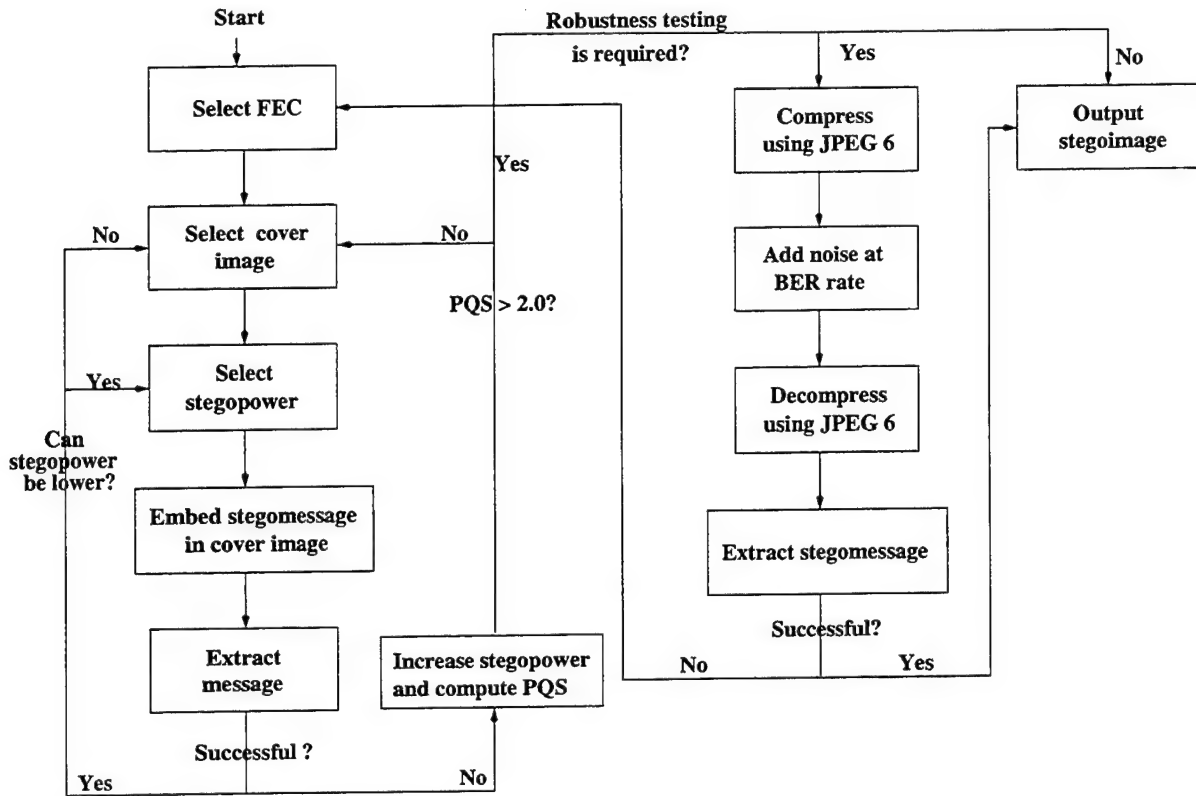 Start
Select FEC
Select cover
image
Select
stegopower
Embed stegomessage
in cover image
Extract
message
Successful ?
Yes
No
No
Yes
Can
stegopower
be lower?
Increase stegopower
and compute PQS
PQS > 2.0?
No
Yes
Robustness testing
is required?
Yes
No
Compress
using JPEG 6
Add noise at
BER rate
Decompress
using JPEG 6
Extract stegomessage
Successful?
No
Yes
Output
stegoimage